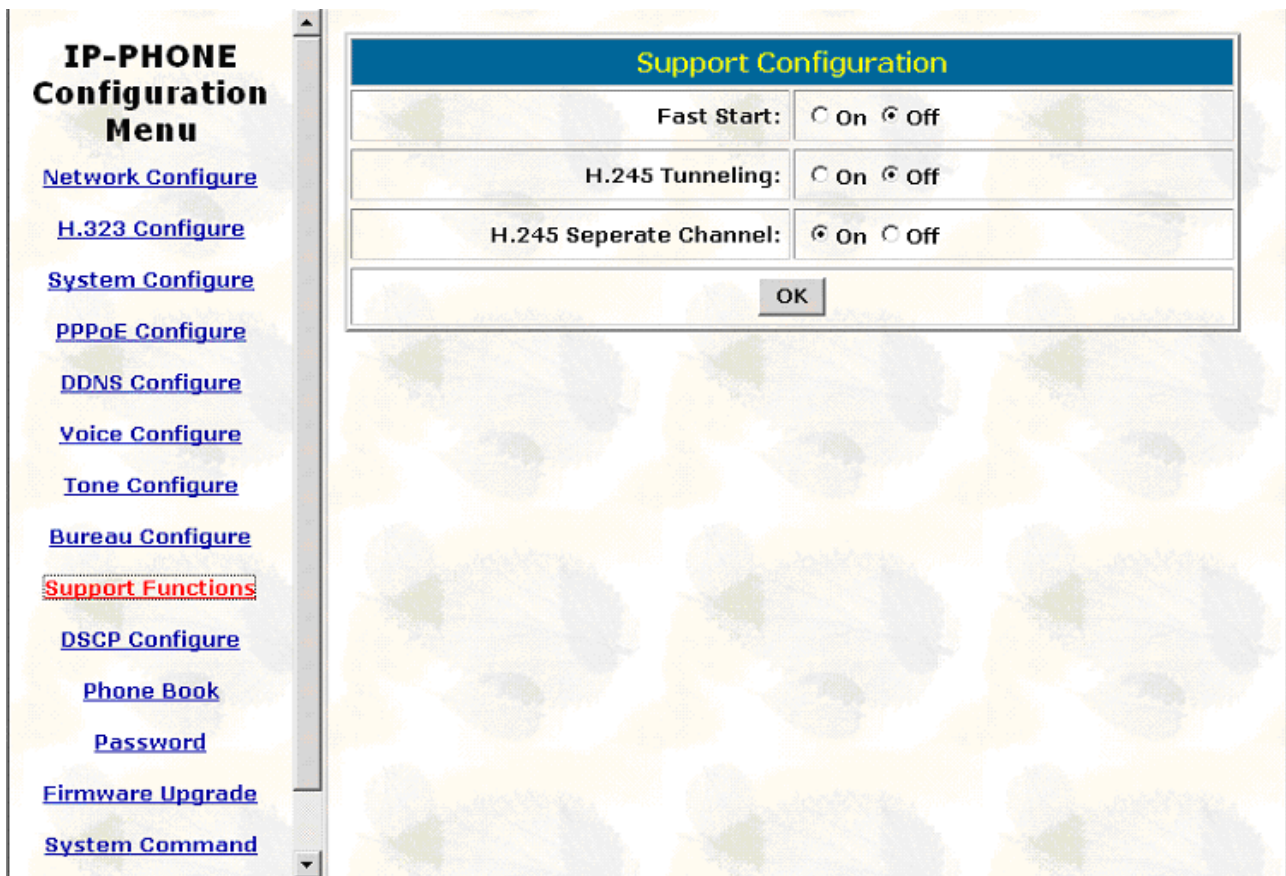 IP-PHONE
Configuration
Menu
Network Configure
H.323 Configure
System Configure
PPPoE Configure
DDNS Configure
Voice Configure
Tone Configure
Bureau Configure
Support Functions
DSCP Configure
Phone Book
Password
Firmware Upgrade
System Command
Support Configuration
Fast Start: On Off
H.245 Tunneling: On Off
H.245 Seperate Channel: On Off
OK